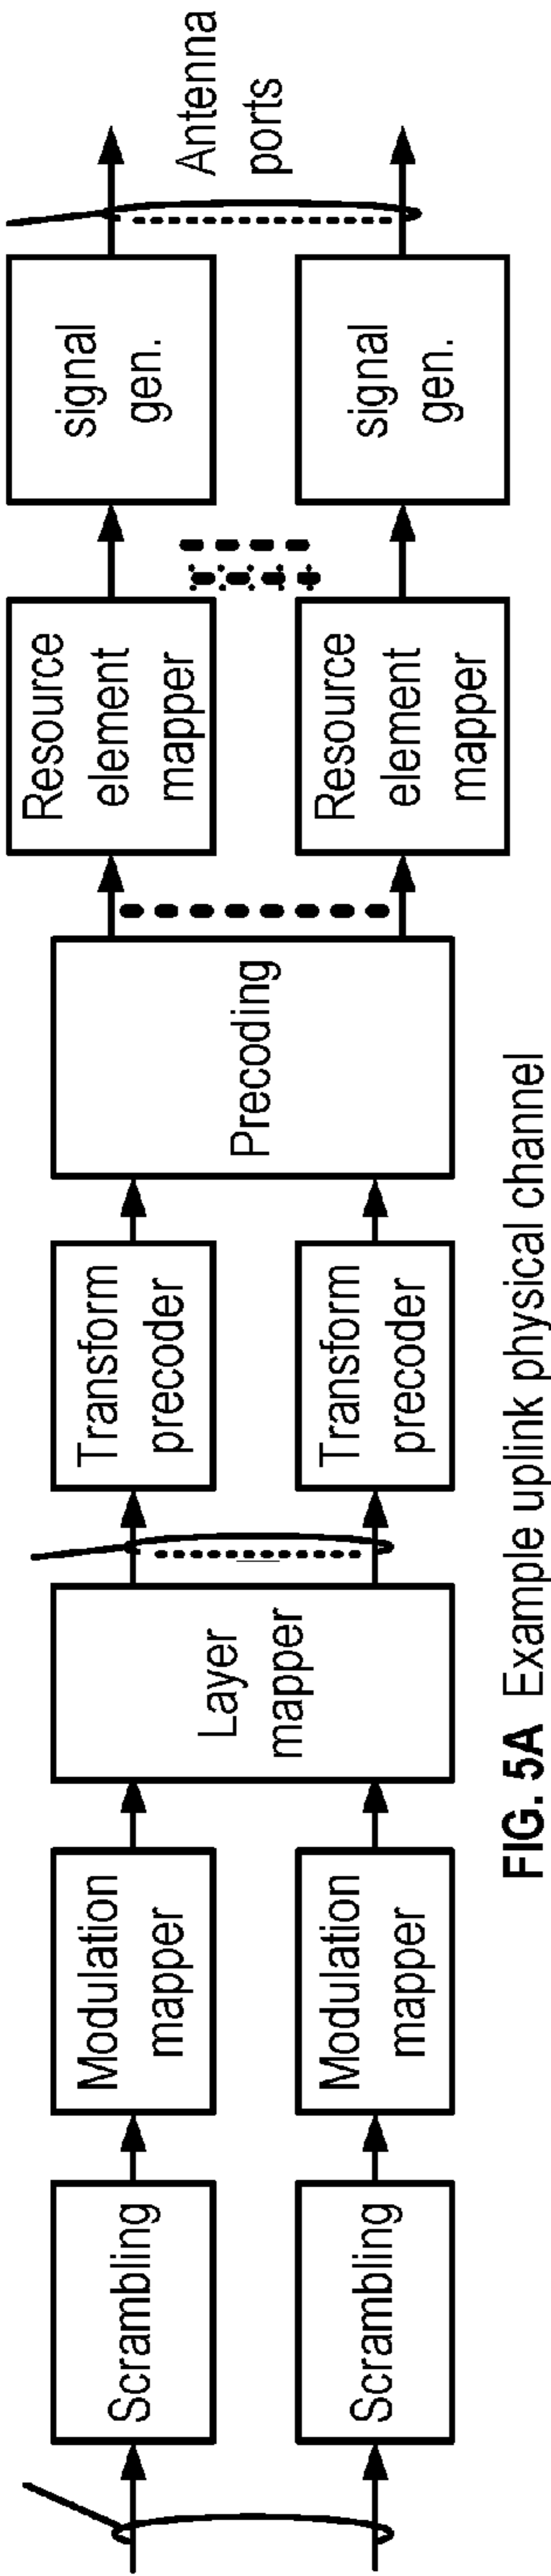 Scrambling
Scrambling
Modulation
mapper
Modulation
mapper
Layer
mapper
Transform
precoder
Transform
precoder
Precoding
Resource
element
mapper
Resource
element
mapper
signal
gen.
signal
gen.
Antenna
ports
FIG. 5A Example uplink physical channel